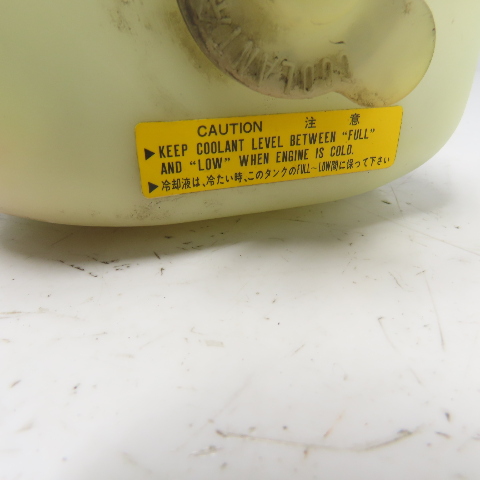 CAUTION 注 意
▶ KEEP COOLANT LEVEL BETWEEN "FULL"
AND "LOW" WHEN ENGINE IS COLD.
▶ 冷却液は、冷たい時、このタンクのFULL～LOW間に保って下さい